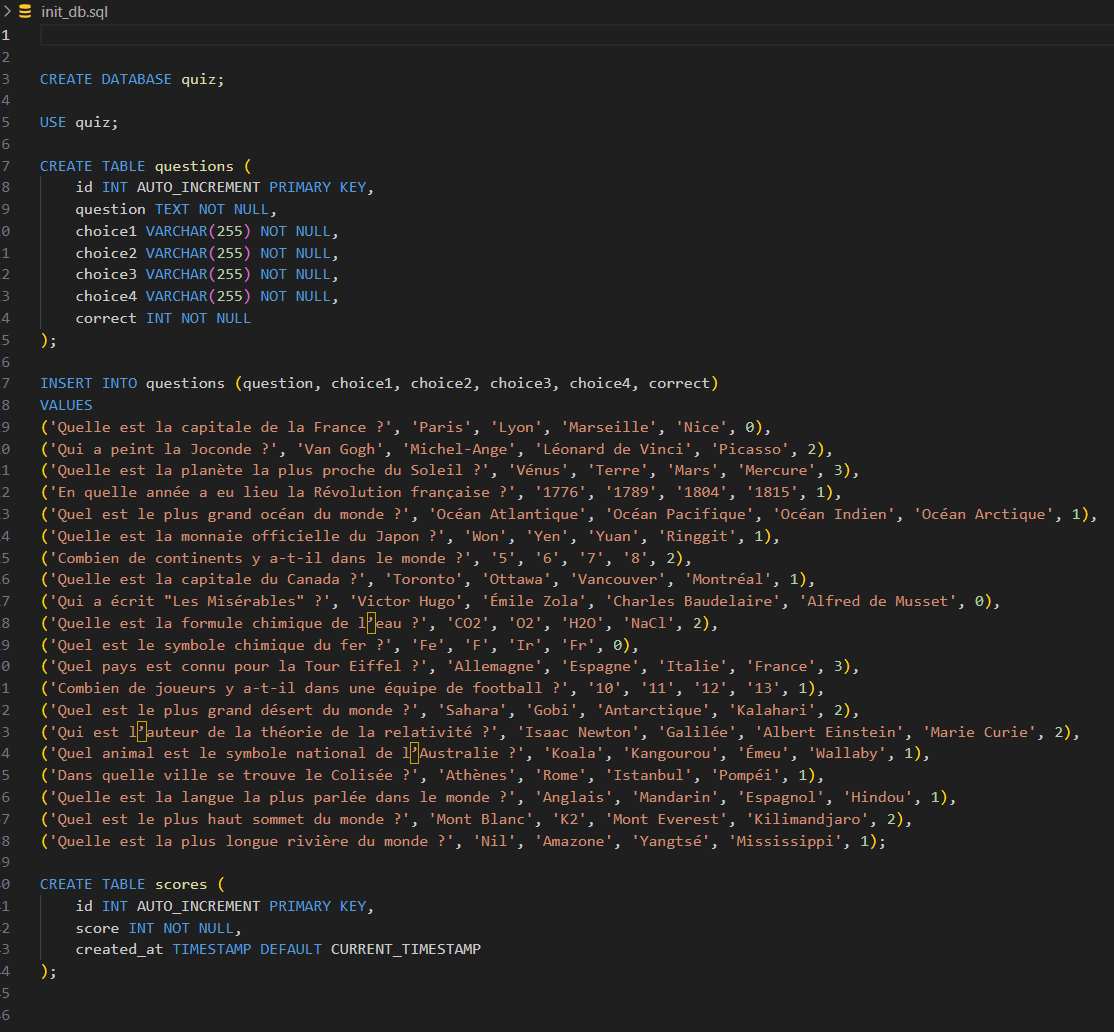 init_db.sql
1
2
3 CREATE DATABASE quiz;
4
5 USE quiz;
6
7 CREATE TABLE questions (
8 id INT AUTO_INCREMENT PRIMARY KEY,
9 question TEXT NOT NULL,
0 choice1 VARCHAR(255) NOT NULL,
1 choice2 VARCHAR(255) NOT NULL,
2 choice3 VARCHAR(255) NOT NULL,
3 choice4 VARCHAR(255) NOT NULL,
4 correct INT NOT NULL
5 );
6
7 INSERT INTO questions (question, choice1, choice2, choice3, choice4, correct)
8 VALUES
9 ('Quelle est la capitale de la France ?', 'Paris', 'Lyon', 'Marseille', 'Nice', 0),
0 ('Qui a peint la Joconde ?', 'Van Gogh', 'Michel-Ange', 'Léonard de Vinci', 'Picasso', 2),
1 ('Quelle est la planète la plus proche du Soleil ?', 'Vénus', 'Terre', 'Mars', 'Mercure', 3),
2 ('En quelle année a eu lieu la Révolution française ?', '1776', '1789', '1804', '1815', 1),
3 ('Quel est le plus grand océan du monde ?', 'Océan Atlantique', 'Océan Pacifique', 'Océan Indien', 'Océan Arctique', 1),
4 ('Quelle est la monnaie officielle du Japon ?', 'Won', 'Yen', 'Yuan', 'Ringgit', 1),
5 ('Combien de continents y a-t-il dans le monde ?', '5', '6', '7', '8', 2),
6 ('Quelle est la capitale du Canada ?', 'Toronto', 'Ottawa', 'Vancouver', 'Montréal', 1),
7 ('Qui a écrit "Les Misérables" ?', 'Victor Hugo', 'Émile Zola', 'Charles Baudelaire', 'Alfred de Musset', 0),
8 ('Quelle est la formule chimique de l’eau ?', 'CO2', 'O2', 'H2O', 'NaCl', 2),
9 ('Quel est le symbole chimique du fer ?', 'Fe', 'F', 'Ir', 'Fr', 0),
0 ('Quel pays est connu pour la Tour Eiffel ?', 'Allemagne', 'Espagne', 'Italie', 'France', 3),
1 ('Combien de joueurs y a-t-il dans une équipe de football ?', '10', '11', '12', '13', 1),
2 ('Quel est le plus grand désert du monde ?', 'Sahara', 'Gobi', 'Antarctique', 'Kalahari', 2),
3 ('Qui est l’auteur de la théorie de la relativité ?', 'Isaac Newton', 'Galilée', 'Albert Einstein', 'Marie Curie', 2),
4 ('Quel animal est le symbole national de l’Australie ?', 'Koala', 'Kangourou', 'Émeu', 'Wallaby', 1),
5 ('Dans quelle ville se trouve le Colisée ?', 'Athènes', 'Rome', 'Istanbul', 'Pompéi', 1),
6 ('Quelle est la langue la plus parlée dans le monde ?', 'Anglais', 'Mandarin', 'Espagnol', 'Hindou', 1),
7 ('Quel est le plus haut sommet du monde ?', 'Mont Blanc', 'K2', 'Mont Everest', 'Kilimandjaro', 2),
8 ('Quelle est la plus longue rivière du monde ?', 'Nil', 'Amazone', 'Yangtsé', 'Mississippi', 1);
9
0 CREATE TABLE scores (
1 id INT AUTO_INCREMENT PRIMARY KEY,
2 score INT NOT NULL,
3 created_at TIMESTAMP DEFAULT CURRENT_TIMESTAMP
4 );
5
6